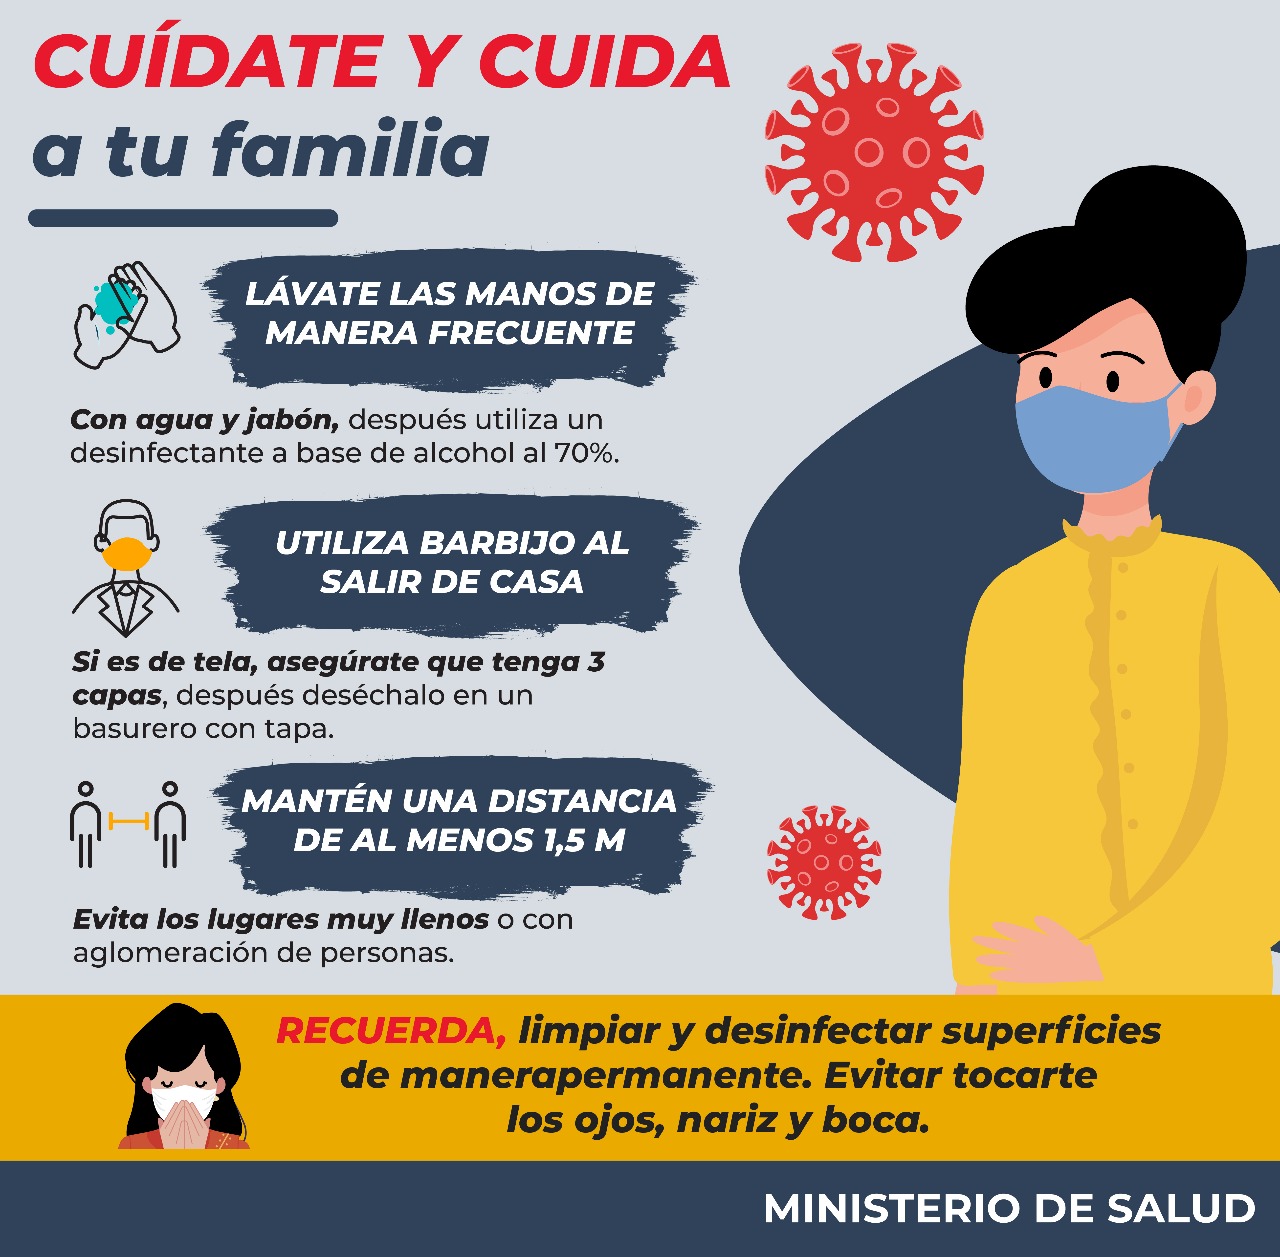 CUÍDATE Y CUIDA
a tu familia
LÁVATE LAS MANOS DE
MANERA FRECUENTE
Con agua y jabón, después utiliza un
desinfectante a base de alcohol al 70%.
UTILIZA BARBIJO AL
SALIR DE CASA
Si es de tela, asegúrate que tenga 3
capas, después deséchalo en un
basurero con tapa.
MANTÉN UNA DISTANCIA
DE AL MENOS 1,5 M
Evita los lugares muy llenos o con
aglomeración de personas.
RECUERDA, limpiar y desinfectar superficies
de manerapermanente. Evitar tocarte
los ojos, nariz y boca.
MINISTERIO DE SALUD